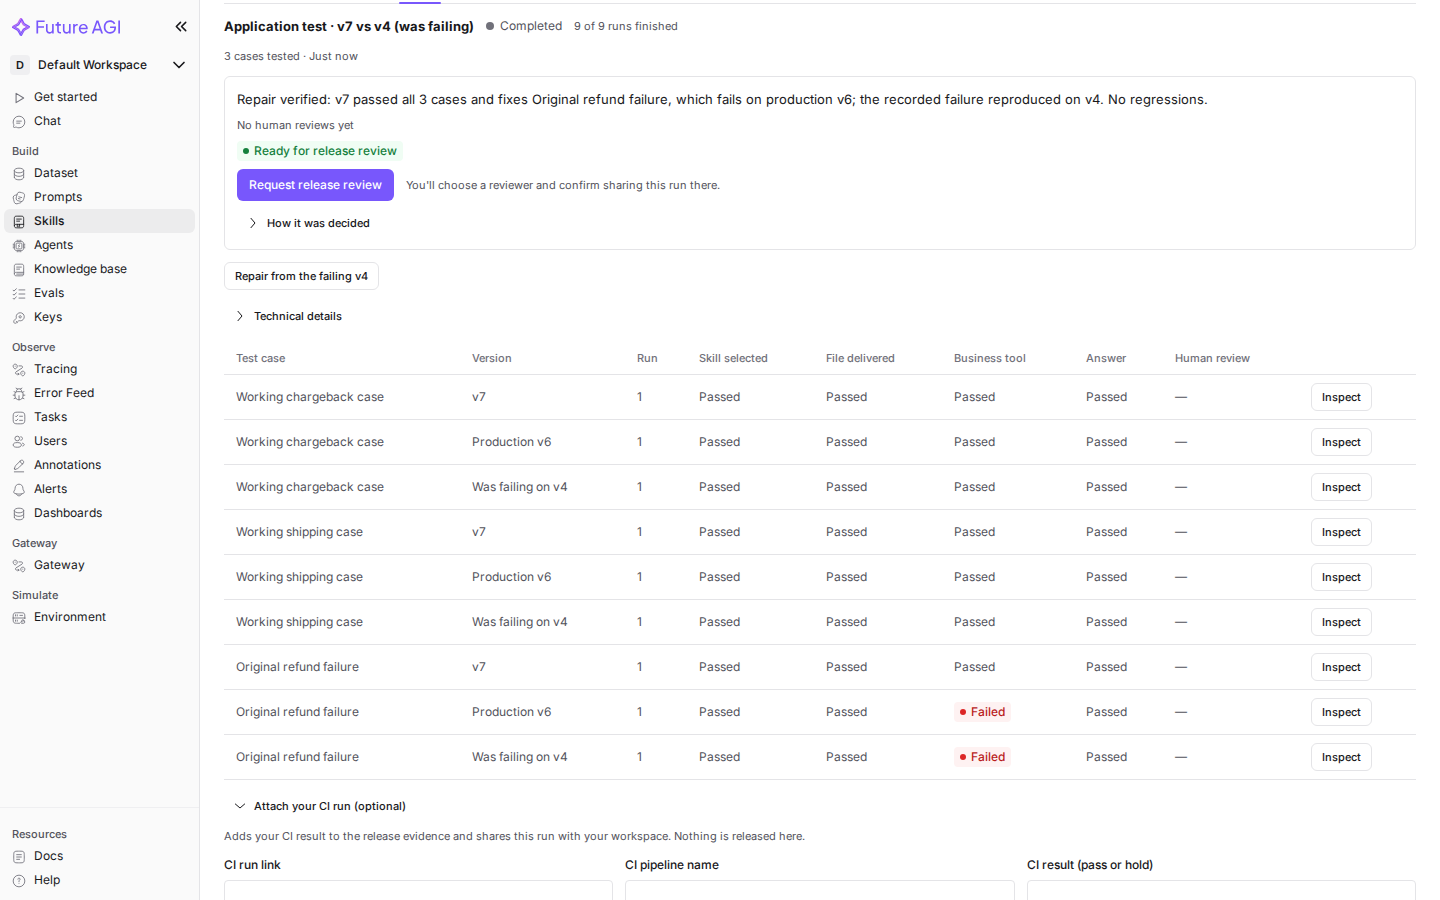 Future AGI
D Default Workspace
Get started
Chat
Build
Dataset
Prompts
Skills
Agents
Knowledge base
Evals
Keys
Observe
Tracing
Error Feed
Tasks
Users
Annotations
Alerts
Dashboards
Gateway
Gateway
Simulate
Environment
Resources
Docs
Help
Application test · v7 vs v4 (was failing) Completed 9 of 9 runs finished
3 cases tested · Just now
Repair verified: v7 passed all 3 cases and fixes Original refund failure, which fails on production v6; the recorded failure reproduced on v4. No regressions.
No human reviews yet
Ready for release review
Request release review You'll choose a reviewer and confirm sharing this run there.
How it was decided
Repair from the failing v4
Technical details
Test case Version Run Skill selected File delivered Business tool Answer Human review
Working chargeback case v7 1 Passed Passed Passed Passed — Inspect
Working chargeback case Production v6 1 Passed Passed Passed Passed — Inspect
Working chargeback case Was failing on v4 1 Passed Passed Passed Passed — Inspect
Working shipping case v7 1 Passed Passed Passed Passed — Inspect
Working shipping case Production v6 1 Passed Passed Passed Passed — Inspect
Working shipping case Was failing on v4 1 Passed Passed Passed Passed — Inspect
Original refund failure v7 1 Passed Passed Passed Passed — Inspect
Original refund failure Production v6 1 Passed Passed Failed Passed — Inspect
Original refund failure Was failing on v4 1 Passed Passed Failed Passed — Inspect
Attach your CI run (optional)
Adds your CI result to the release evidence and shares this run with your workspace. Nothing is released here.
CI run link CI pipeline name CI result (pass or hold)